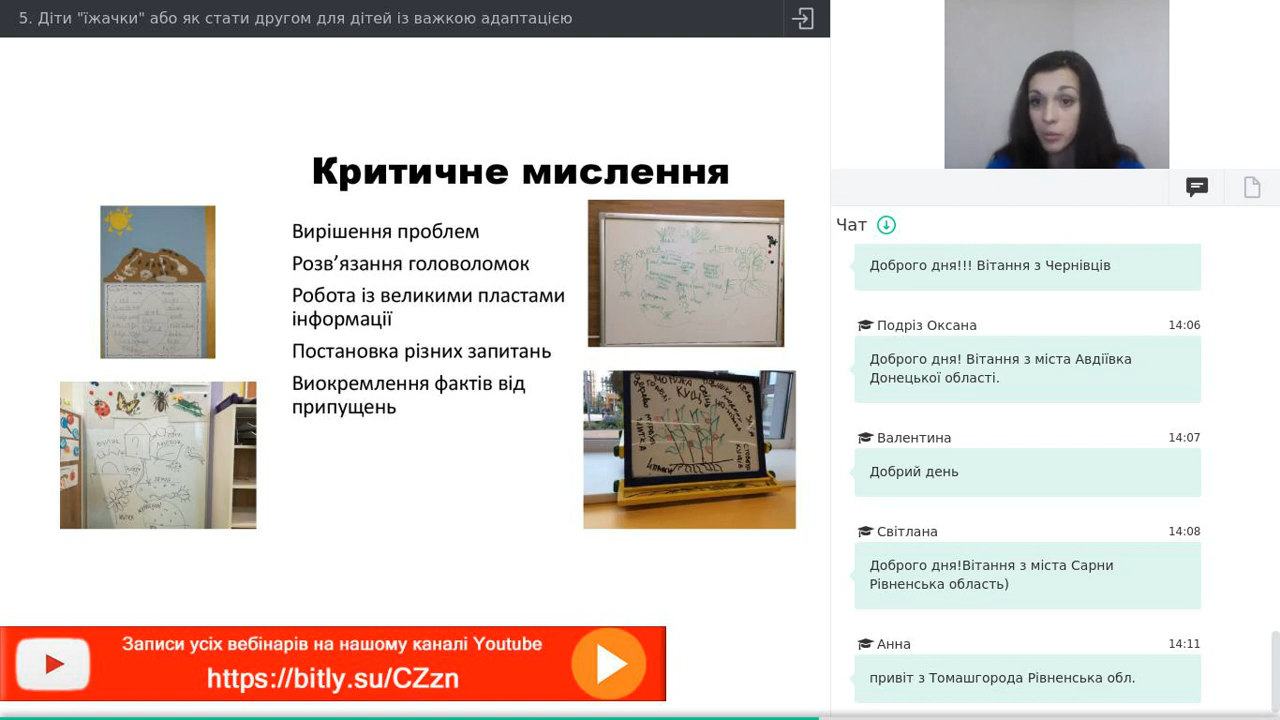 5. Діти "їжачки" або як стати другом для дітей із важкою адаптацією
Критичне мислення
Вирішення проблем
Розв’язання головоломок
Робота із великими пластами
інформації
Постановка різних запитань
Виокремлення фактів від
припущень
КУЩ
Записи усіх вебінарів на нашому каналі Youtube
https://bitly.su/CZzn
Чат
Доброго дня!!! Вітання з Чернівців
Подріз Оксана 14:06
Доброго дня! Вітання з міста Авдіївка
Донецької області.
Валентина 14:07
Добрий день
Світлана 14:08
Доброго дня!Вітання з міста Сарни
Рівненська область)
Анна 14:11
привіт з Томашгорода Рівненська обл.